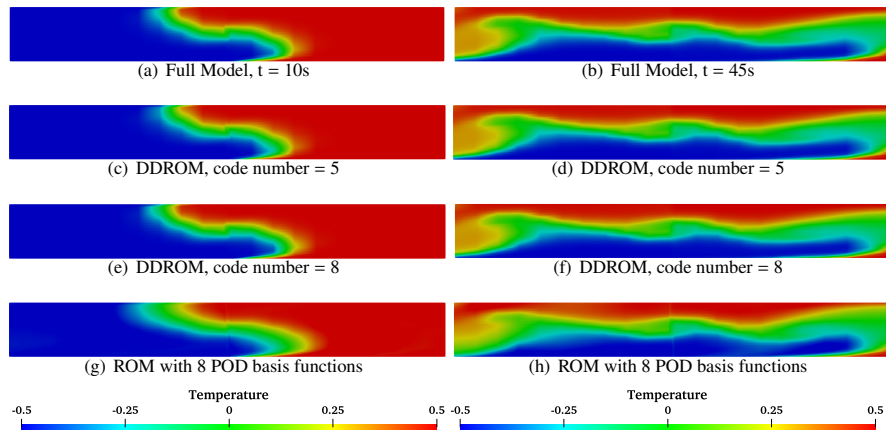 (a) Full Model, t = 10s
(b) Full Model, t = 45s
(c) DDROM, code number = 5
(d) DDROM, code number = 5
(e) DDROM, code number = 8
(f) DDROM, code number = 8
(g) ROM with 8 POD basis functions
(h) ROM with 8 POD basis functions
Temperature
-0.5 -0.25 0 0.25 0.5
Temperature
-0.5 -0.25 0 0.25 0.5